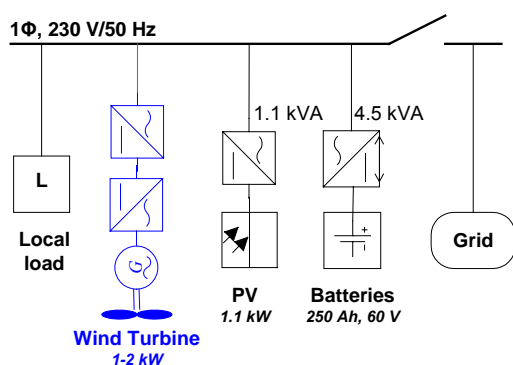 1Φ, 230 V/50 Hz
1.1 kVA
4.5 kVA
L
Local
load
G
Wind Turbine
1-2 kW
PV
1.1 kW
+
-
Batteries
250 Ah, 60 V
Grid